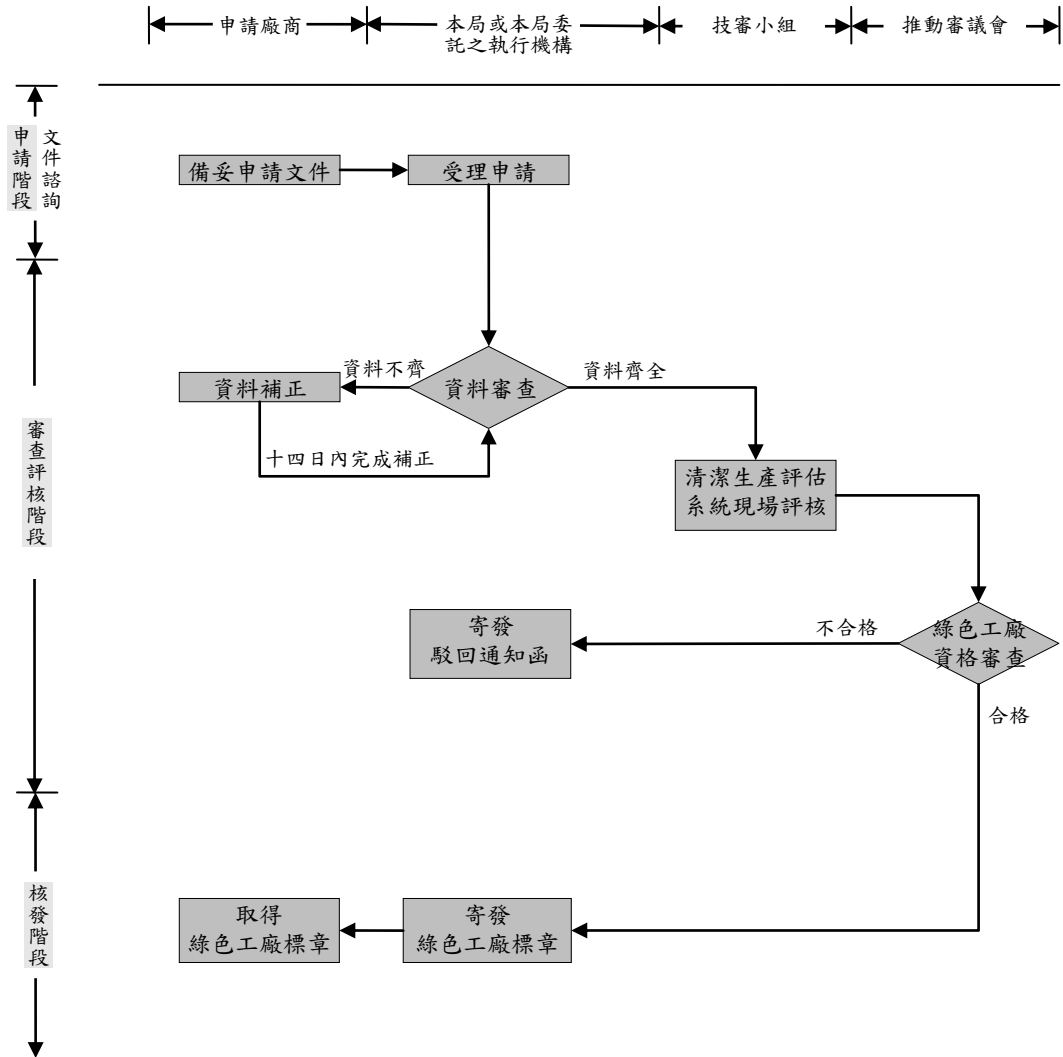 申請廠商
本局或本局委
託之執行機構
技審小組
推動審議會
申請階段
文件諮詢
備妥申請文件
受理申請
審查評核階段
資料不齊
資料補正
資料審查
資料齊全
十四日內完成補正
清潔生產評估
系統現場評核
寄發
駁回通知函
不合格
綠色工廠
資格審查
合格
核發階段
取得
綠色工廠標章
寄發
綠色工廠標章